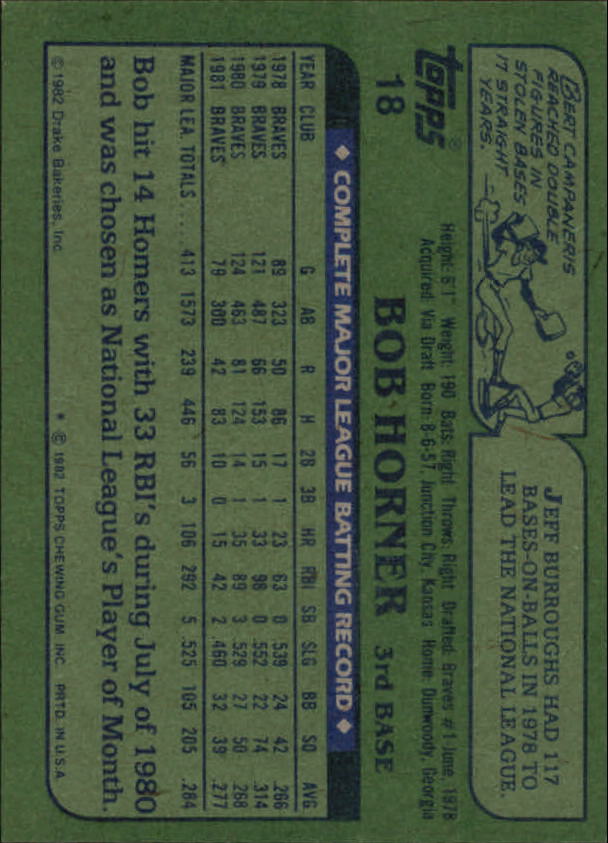 BERT CAMPANERIS
REACHED DOUBLE
FIGURES IN
STOLEN BASES
17 STRAIGHT
YEARS.
JEFF BURROUGHS HAD 117
BASES-ON-BALLS IN 1978 TO
LEAD THE NATIONAL LEAGUE.
topps®
18
Height: 6'1" Weight: 190 Bats: Right Throws: Right Drafted: Braves #1 June, 1978
Acquired: Via Draft Born: 8-6-57, Junction City, Kansas Home: Dunwoody, Georgia
BOB HORNER 3rd BASE
◆ COMPLETE MAJOR LEAGUE BATTING RECORD ◆
YEAR CLUB G AB R H 2B 3B HR RBI SB SLG BB SO AVG.
1978 BRAVES 89 323 50 86 17 1 23 63 0 .539 24 42 .266
1979 BRAVES 121 487 66 153 15 1 33 98 0 .552 22 74 .314
1980 BRAVES 124 463 81 124 14 1 35 89 3 .529 27 50 .268
1981 BRAVES 79 300 42 83 10 0 15 42 2 .460 32 39 .277
MAJOR LEA. TOTALS ..... 413 1573 239 446 56 3 106 292 5 .525 105 205 .284
Bob hit 14 Homers with 33 RBI's during July of 1980
and was chosen as National League's Player of Month.
©1982 Drake Bakeries, Inc. * © 1982 TOPPS CHEWING GUM INC. PRTD. IN U.S.A.